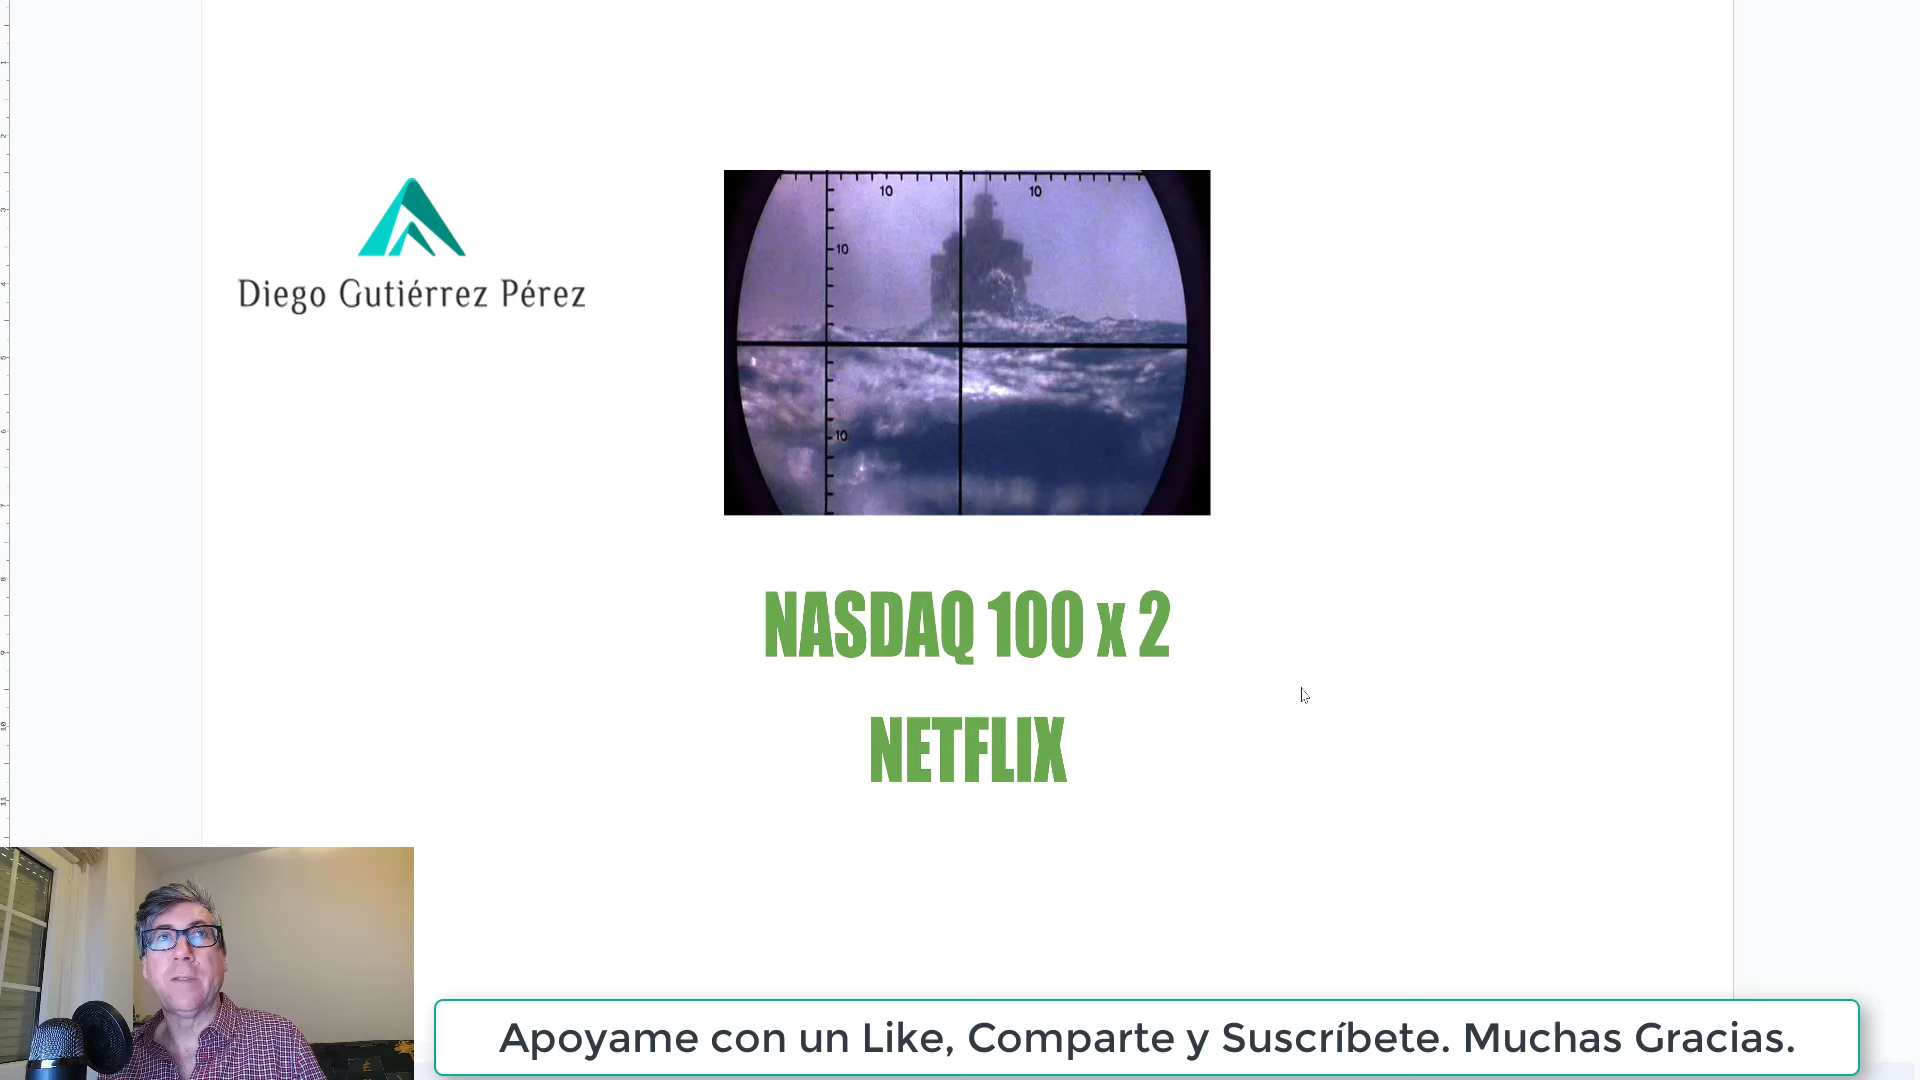 10 10
10
Diego Gutiérrez Pérez
10
NASDAQ 100 x 2
NETFLIX
Apoyame con un Like, Comparte y Suscríbete. Muchas Gracias.